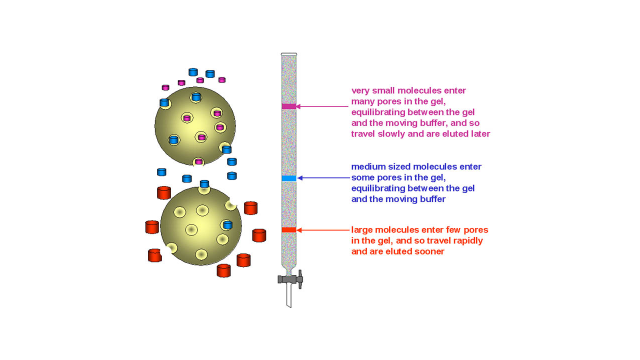 very small molecules enter
many pores in the gel,
equilibrating between the gel
and the moving buffer, and so
travel slowly and are eluted later
medium sized molecules enter
some pores in the gel,
equilibrating between the gel
and the moving buffer
large molecules enter few pores
in the gel, and so travel rapidly
and are eluted sooner